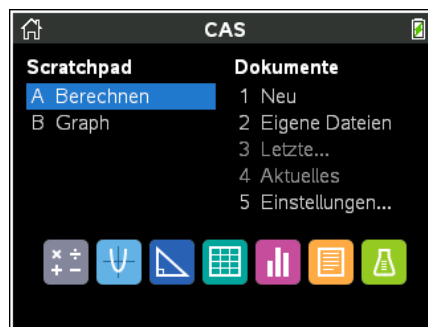 CAS
Scratchpad
A Berechnen
B Graph
Dokumente
1 Neu
2 Eigene Dateien
3 Letzte...
4 Aktuelles
5 Einstellungen...